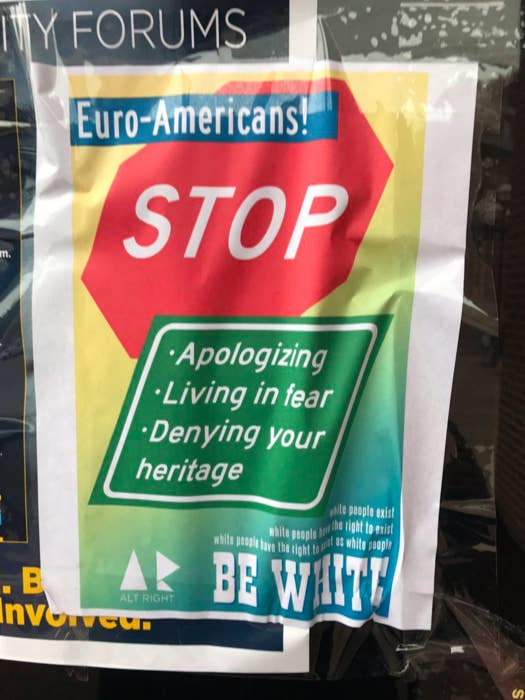 ITY FORUMS
m.
Euro-Americans!
STOP
·Apologizing
·Living in fear
·Denying your
heritage
white people exist
white people have the right to exist
white people have the right to exist as white people
ALT RIGHT
BE WHITE
. B
Involved.